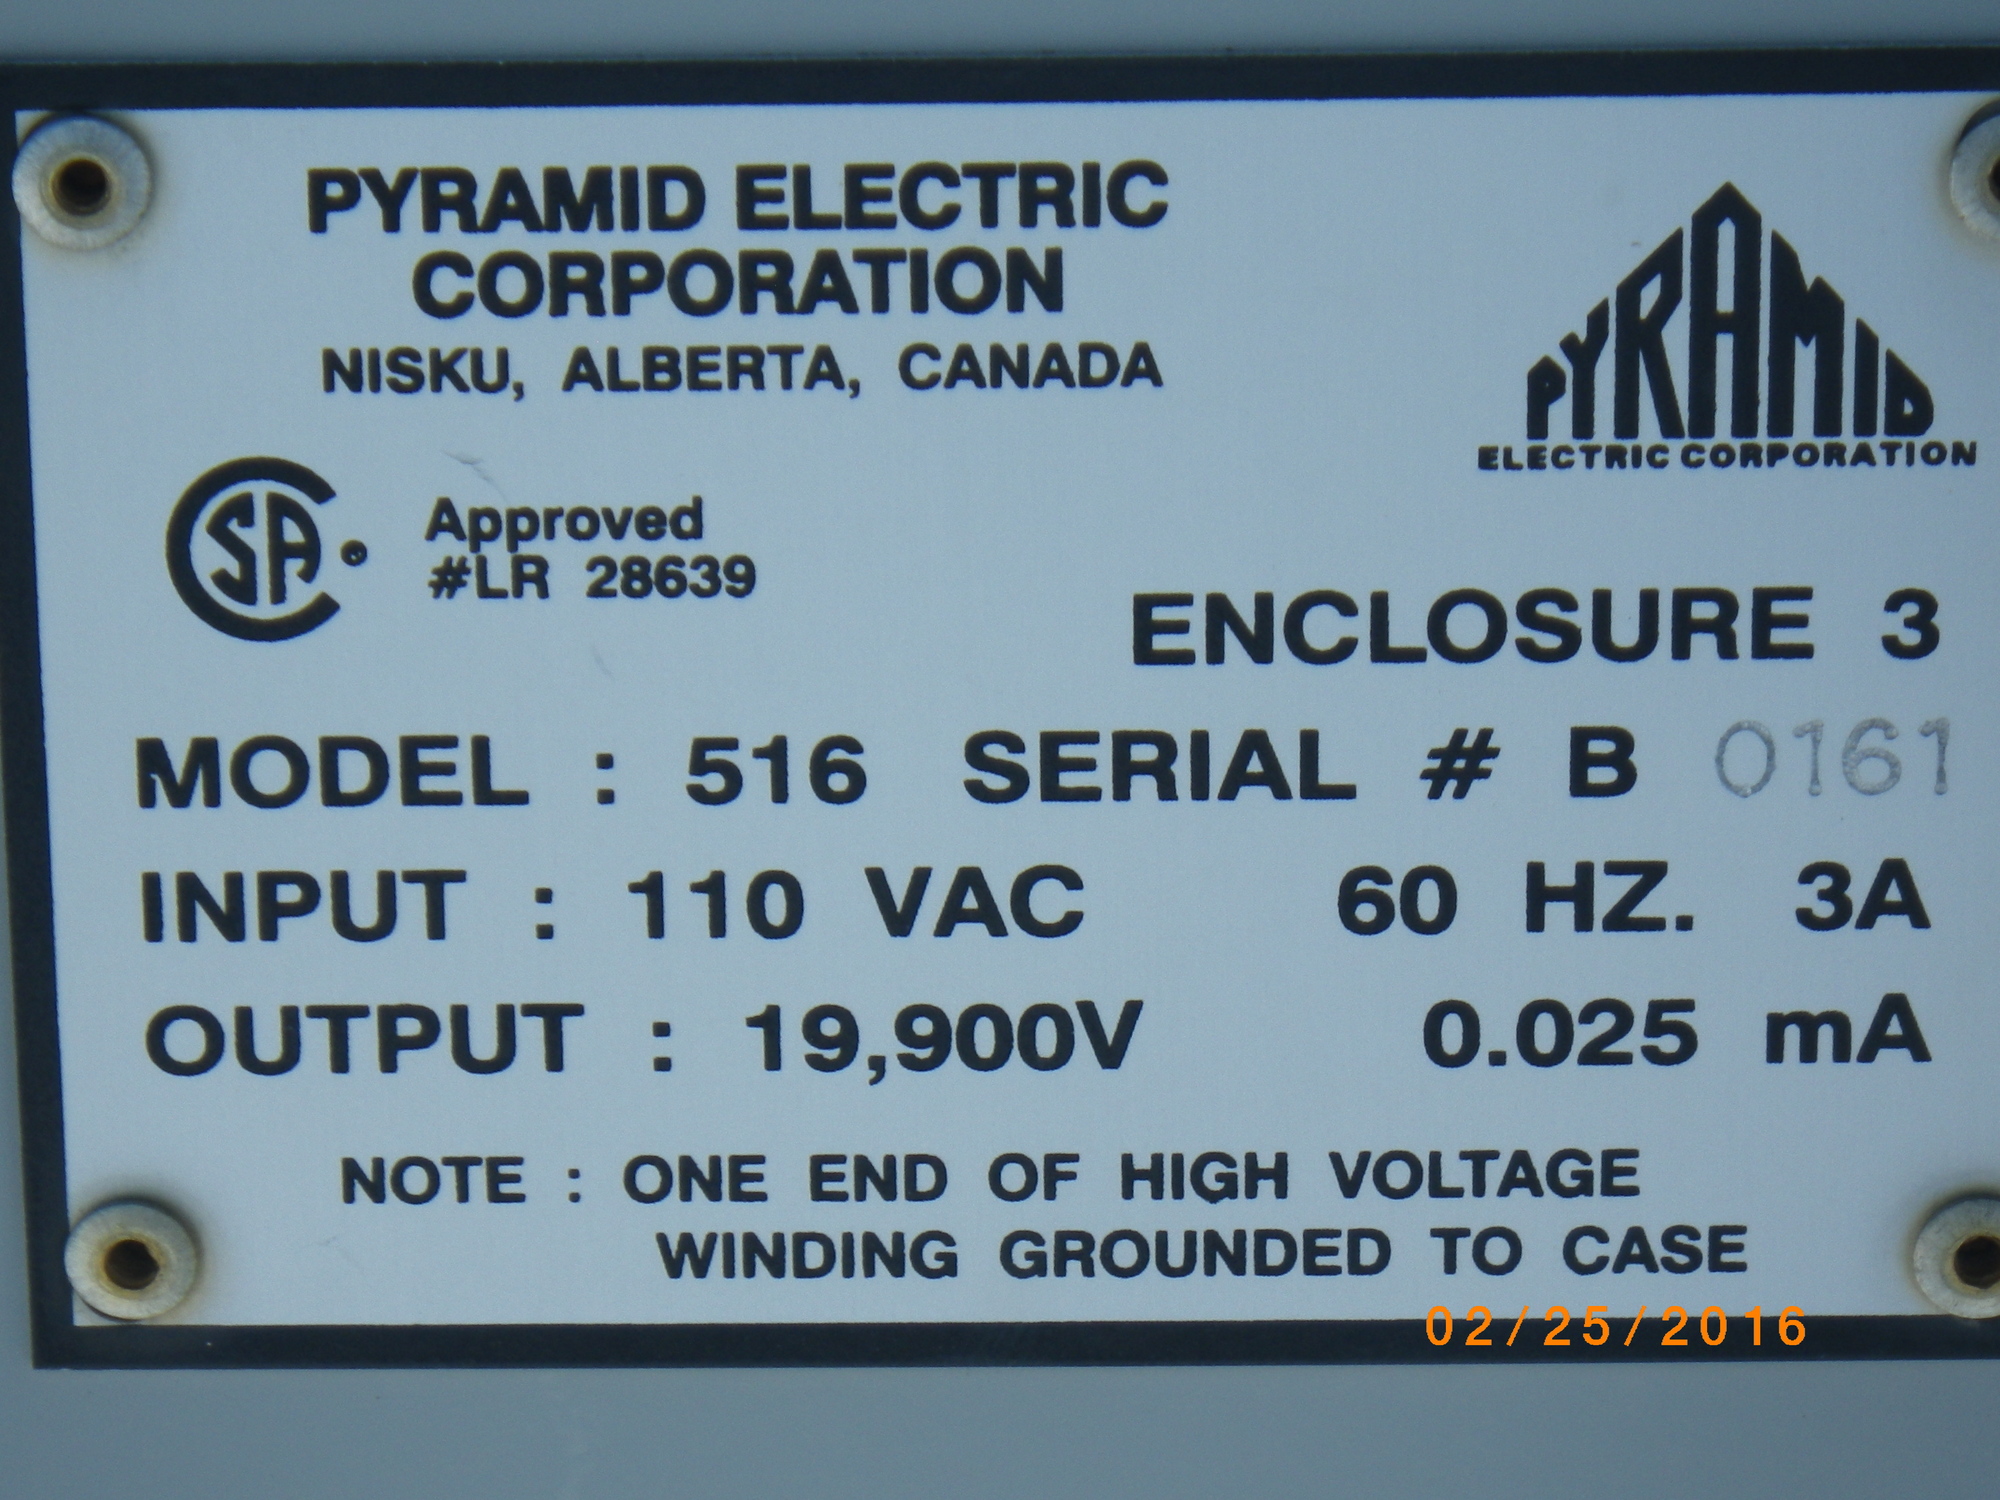 PYRAMID ELECTRIC
CORPORATION
NISKU, ALBERTA, CANADA
PYRAMID
ELECTRIC CORPORATION
CSA
Approved
#LR 28639
ENCLOSURE 3
MODEL : 516 SERIAL # B 0161
INPUT : 110 VAC 60 HZ. 3A
OUTPUT : 19,900V 0.025 mA
NOTE : ONE END OF HIGH VOLTAGE
WINDING GROUNDED TO CASE
02/25/2016